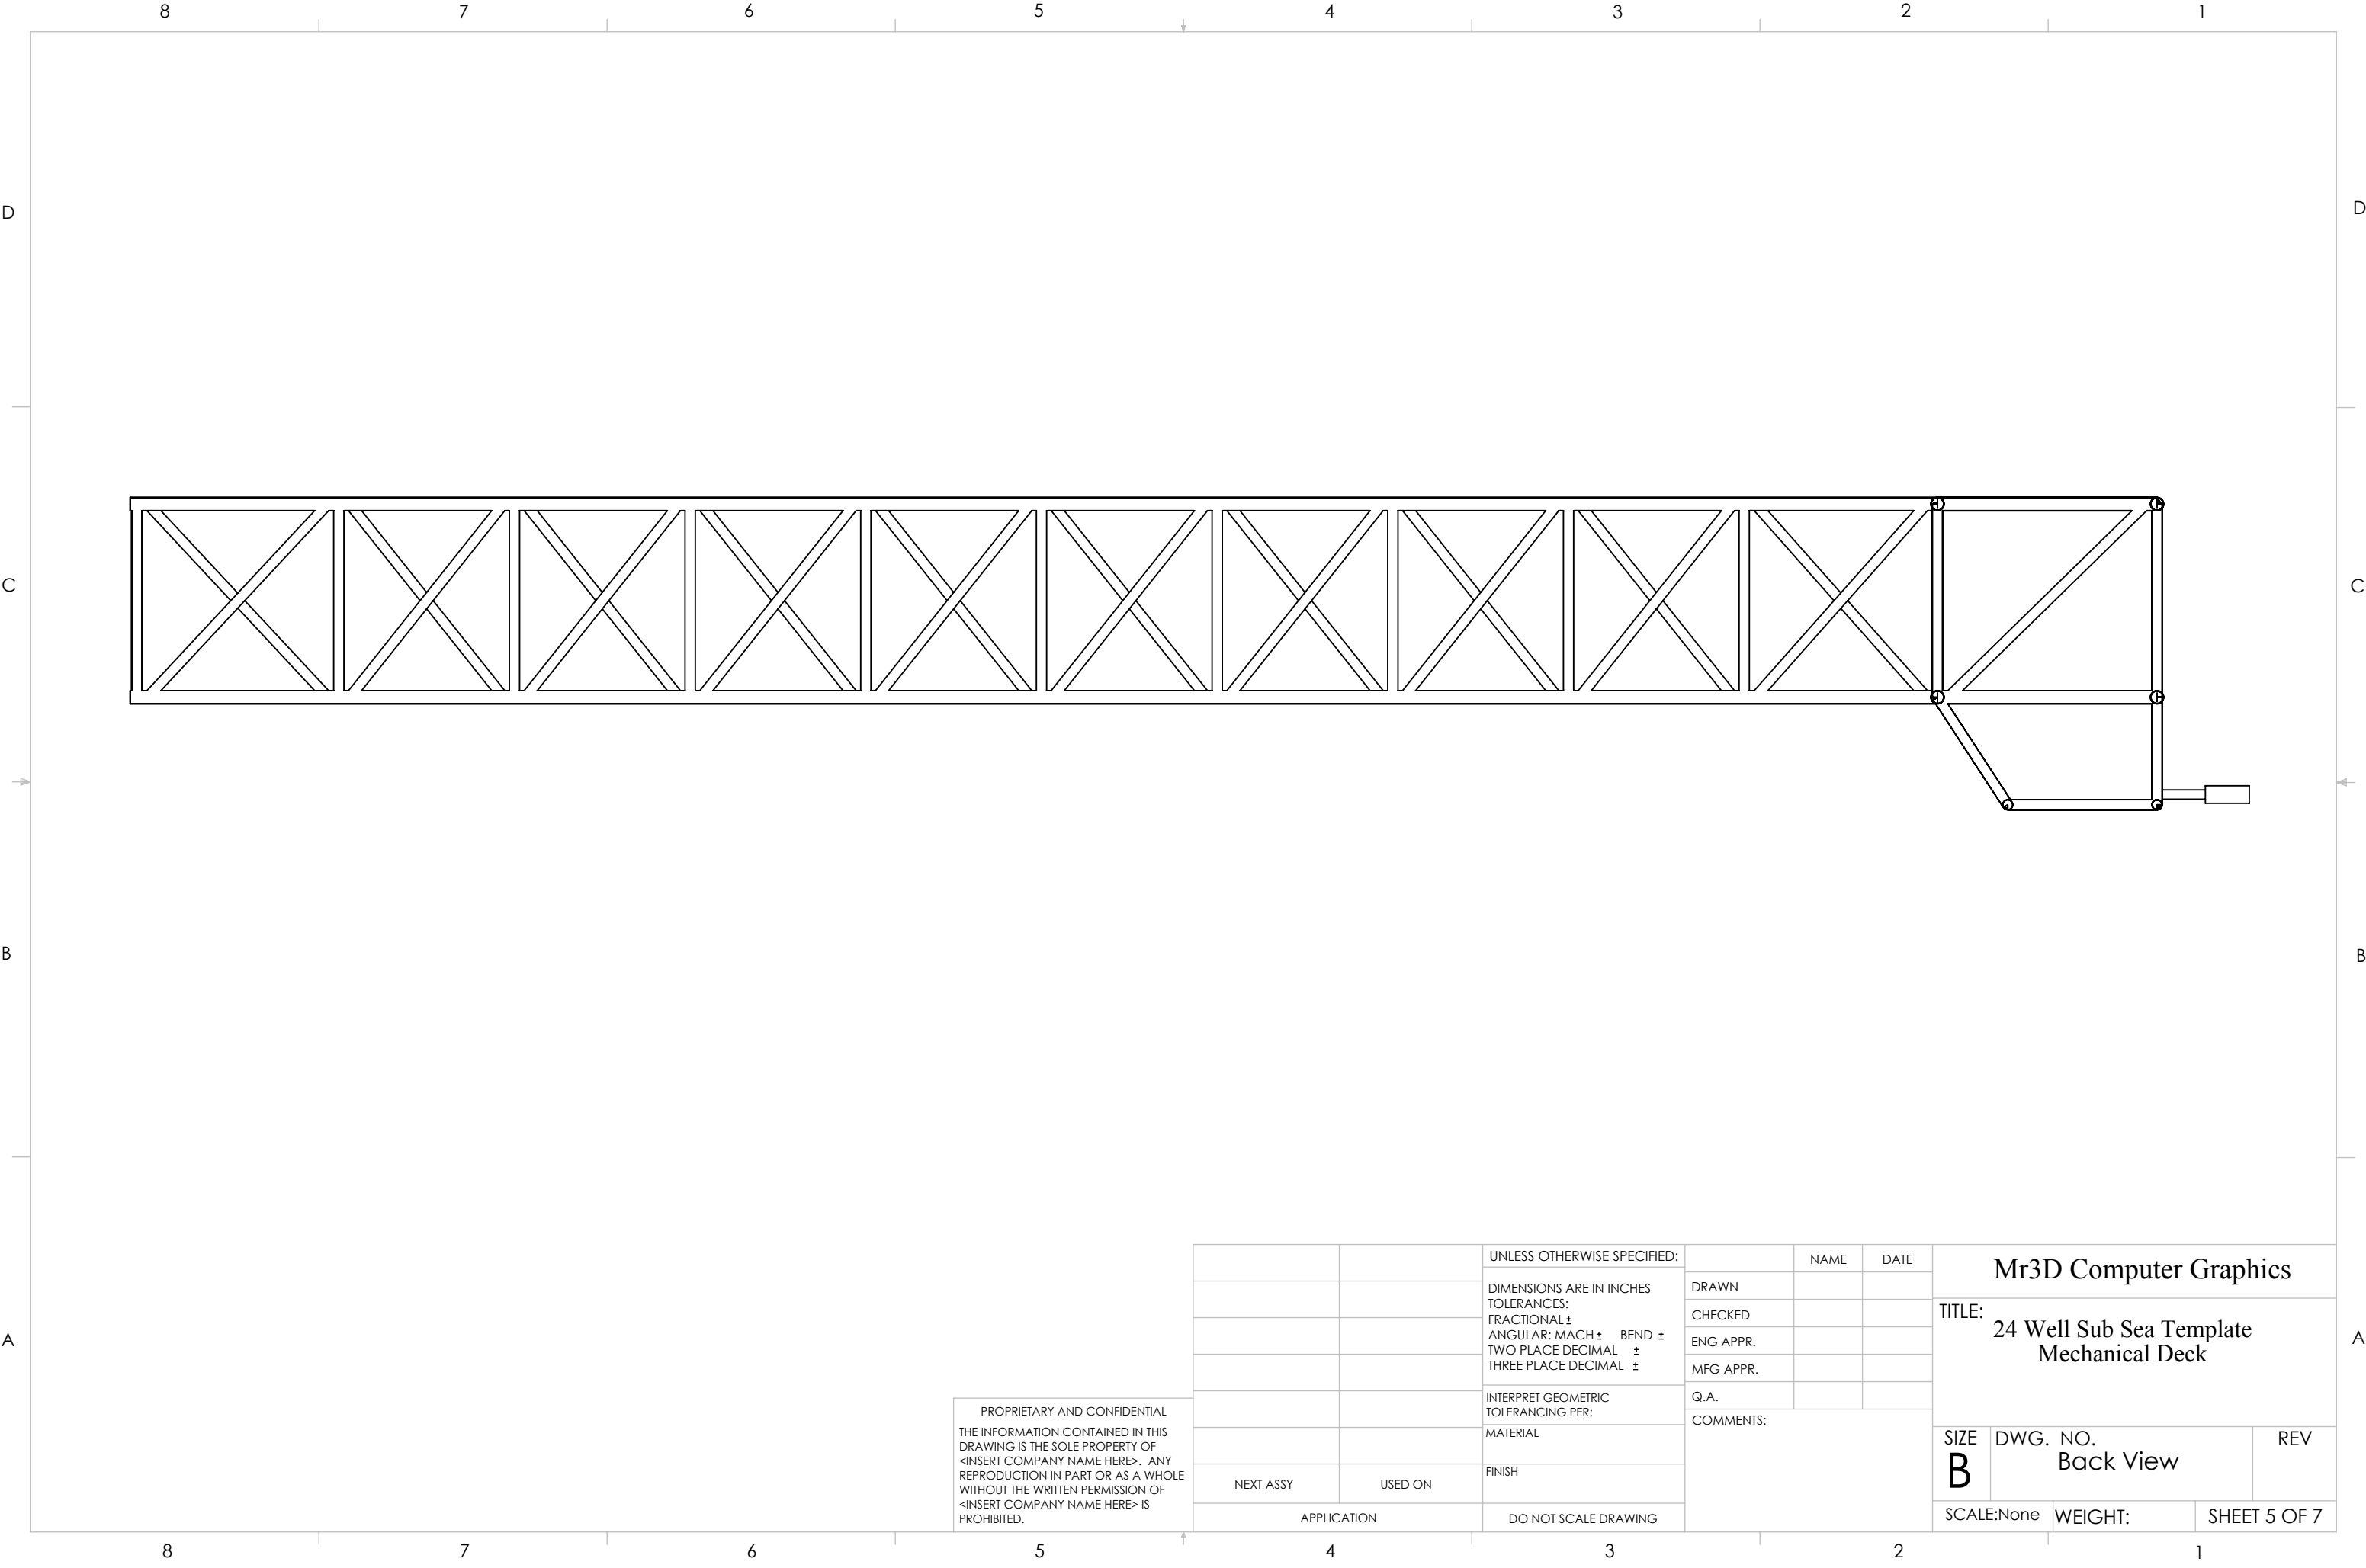 8 7 6 5 4 3 2 1
D D
C C
B B
A A
UNLESS OTHERWISE SPECIFIED:
DIMENSIONS ARE IN INCHES
TOLERANCES:
FRACTIONAL ±
ANGULAR: MACH ± BEND ±
TWO PLACE DECIMAL ±
THREE PLACE DECIMAL ±
INTERPRET GEOMETRIC
TOLERANCING PER:
MATERIAL
FINISH
DO NOT SCALE DRAWING
NAME DATE
DRAWN
CHECKED
ENG APPR.
MFG APPR.
Q.A.
COMMENTS:
Mr3D Computer Graphics
TITLE:
24 Well Sub Sea Template
Mechanical Deck
SIZE DWG. NO. REV
B Back View
SCALE:None WEIGHT: SHEET 5 OF 7
PROPRIETARY AND CONFIDENTIAL
THE INFORMATION CONTAINED IN THIS
DRAWING IS THE SOLE PROPERTY OF
<INSERT COMPANY NAME HERE>. ANY
REPRODUCTION IN PART OR AS A WHOLE
WITHOUT THE WRITTEN PERMISSION OF
<INSERT COMPANY NAME HERE> IS
PROHIBITED.
NEXT ASSY USED ON
APPLICATION
8 7 6 5 4 3 2 1